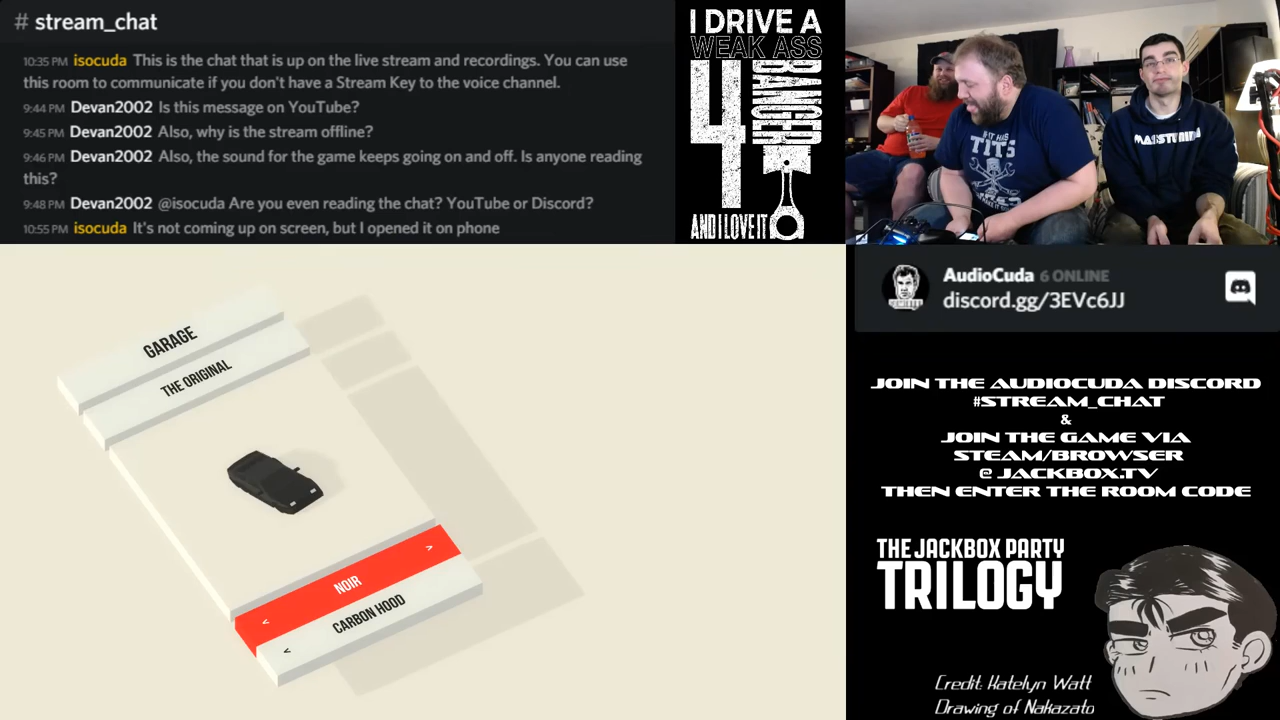 # stream_chat
10:35 PM isocuda This is the chat that is up on the live stream and recordings. You can use
this room to communicate if you don't have Stream Key to the voice channel.
9:44 PM Devan2002 Is this message on YouTube?
9:45 PM Devan2002 Also, why is the stream offline?
9:46 PM Devan2002 Also, the sound for the game keeps going on and off. Is anyone reading
this?
9:48 PM Devan2002 @isocuda Are you even reading the chat? YouTube or Discord?
10:55 PM isocuda It's not coming up on screen, but I opened it on phone
I DRIVE A
WEAK ASS
4
BANGER
AND I LOVE IT
TITS
MASSTUNING
AudioCuda 6 ONLINE
discord.gg/3EVc6JJ
GARAGE
THE ORIGINAL
< NOIR >
< CARBON HOOD
JOIN THE AUDIOCUDA DISCORD
#STREAM_CHAT
&
JOIN THE GAME VIA
STEAM/BROWSER
@ JACKBOX.TV
THEN ENTER THE ROOM CODE
THE JACKBOX PARTY
TRILOGY
Credit: Katelyn Watt
Drawing of Nakazato